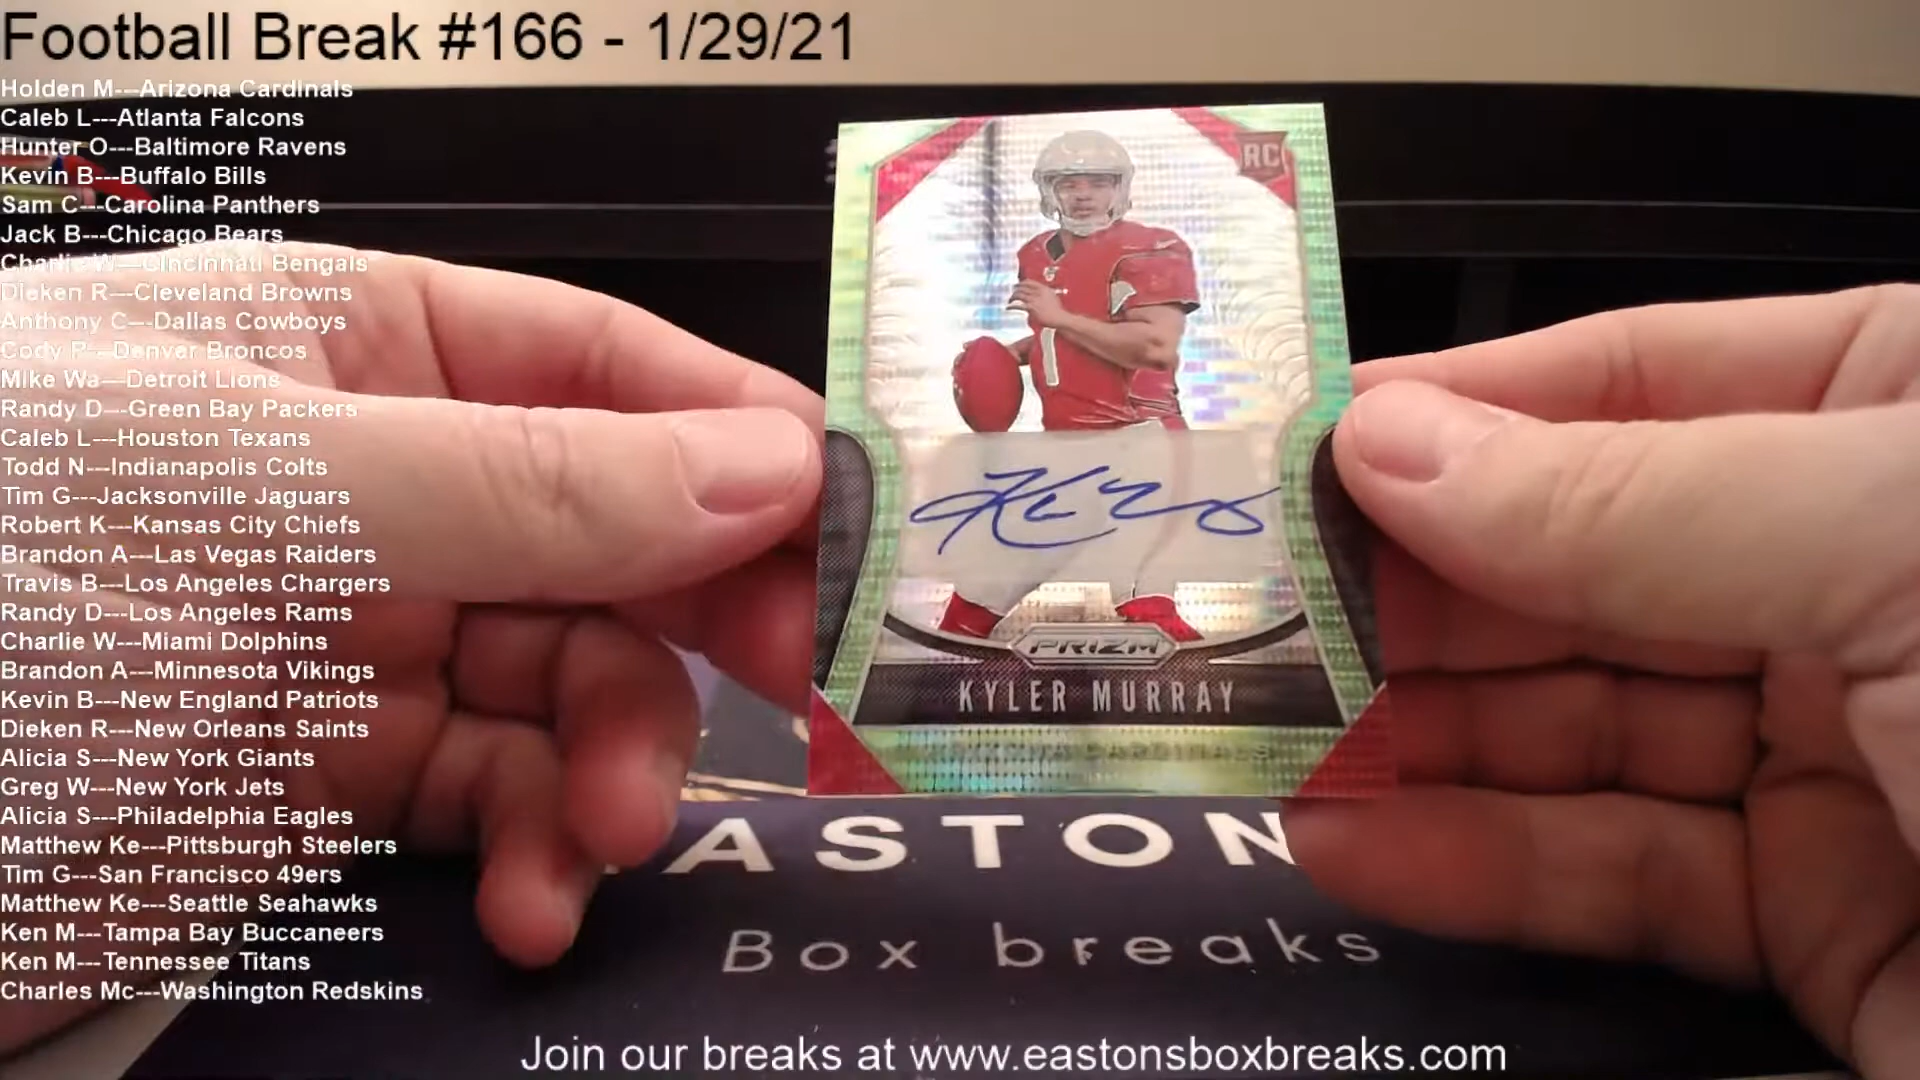 Football Break #166 - 1/29/21
Holden M---Arizona Cardinals
Caleb L---Atlanta Falcons
Hunter O---Baltimore Ravens
Kevin B---Buffalo Bills
Sam C---Carolina Panthers
Jack B---Chicago Bears
Charlie W---Cincinnati Bengals
Dieken R---Cleveland Browns
Anthony C---Dallas Cowboys
Cody P---Denver Broncos
Mike Wa---Detroit Lions
Randy D---Green Bay Packers
Caleb L---Houston Texans
Todd N---Indianapolis Colts
Tim G---Jacksonville Jaguars
Robert K---Kansas City Chiefs
Brandon A---Las Vegas Raiders
Travis B---Los Angeles Chargers
Randy D---Los Angeles Rams
Charlie W---Miami Dolphins
Brandon A---Minnesota Vikings
Kevin B---New England Patriots
Dieken R---New Orleans Saints
Alicia S---New York Giants
Greg W---New York Jets
Alicia S---Philadelphia Eagles
Matthew Ke---Pittsburgh Steelers
Tim G---San Francisco 49ers
Matthew Ke---Seattle Seahawks
Ken M---Tampa Bay Buccaneers
Ken M---Tennessee Titans
Charles Mc---Washington Redskins
RC
1
PRIZM
KYLER MURRAY
CARDINALS
ASTON
Box breaks
Join our breaks at www.eastonsboxbreaks.com